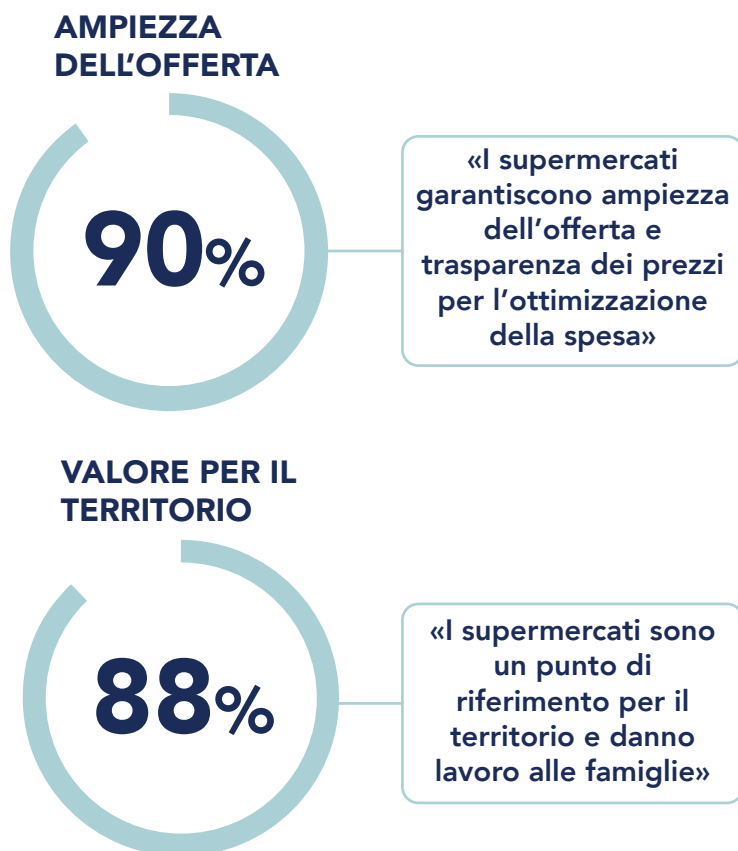 AMPIEZZA
DELL’OFFERTA
90%
«I supermercati
garantiscono ampiezza
dell’offerta e
trasparenza dei prezzi
per l’ottimizzazione
della spesa»
VALORE PER IL
TERRITORIO
88%
«I supermercati sono
un punto di
riferimento per il
territorio e danno
lavoro alle famiglie»